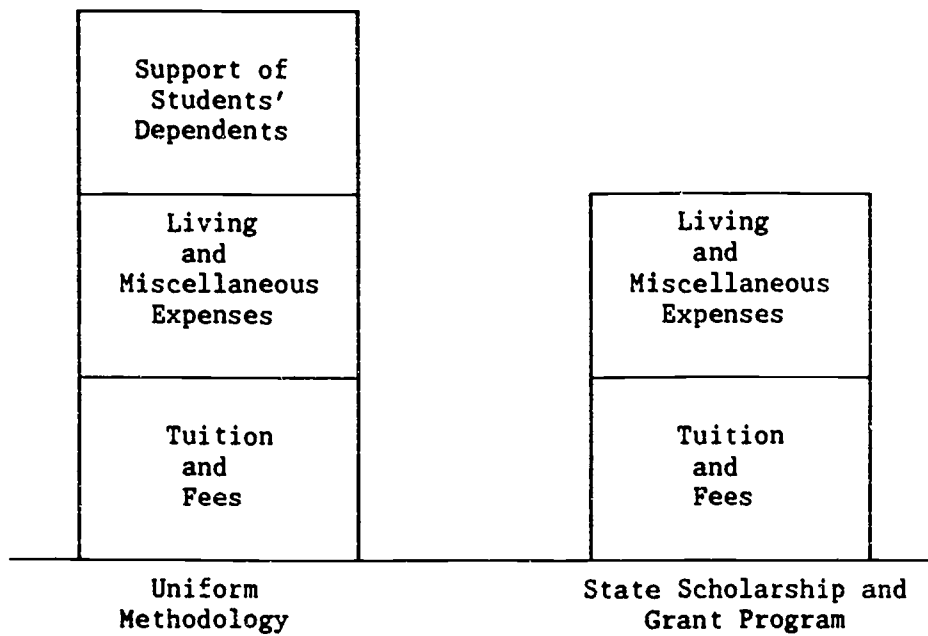 Support of
Students'
Dependents
Living
and
Miscellaneous
Expenses
Tuition
and
Fees
Uniform
Methodology
Living
and
Miscellaneous
Expenses
Tuition
and
Fees
State Scholarship and
Grant Program